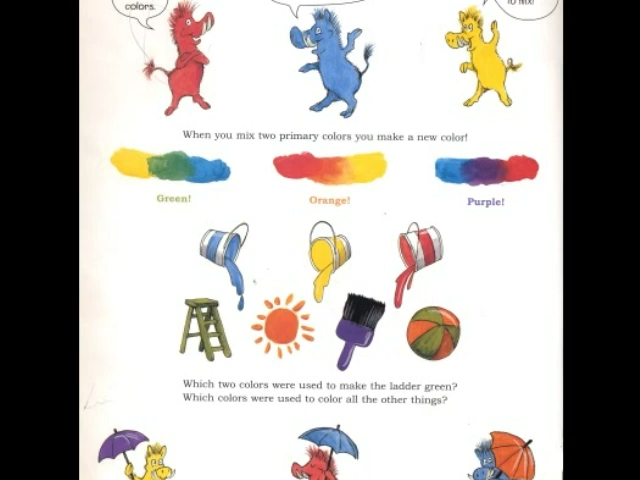 colors.
to mix!
When you mix two primary colors you make a new color!
Green!
Orange!
Purple!
Which two colors were used to make the ladder green?
Which colors were used to color all the other things?